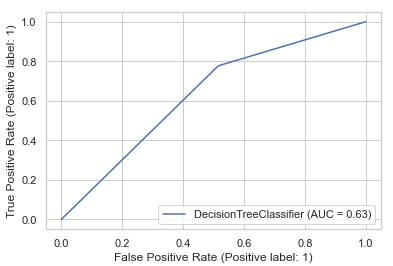 1.0
0.8
0.6
0.4
0.2
0.0
True Positive Rate (Positive label: 1)
DecisionTreeClassifier (AUC = 0.63)
0.0 0.2 0.4 0.6 0.8 1.0
False Positive Rate (Positive label: 1)